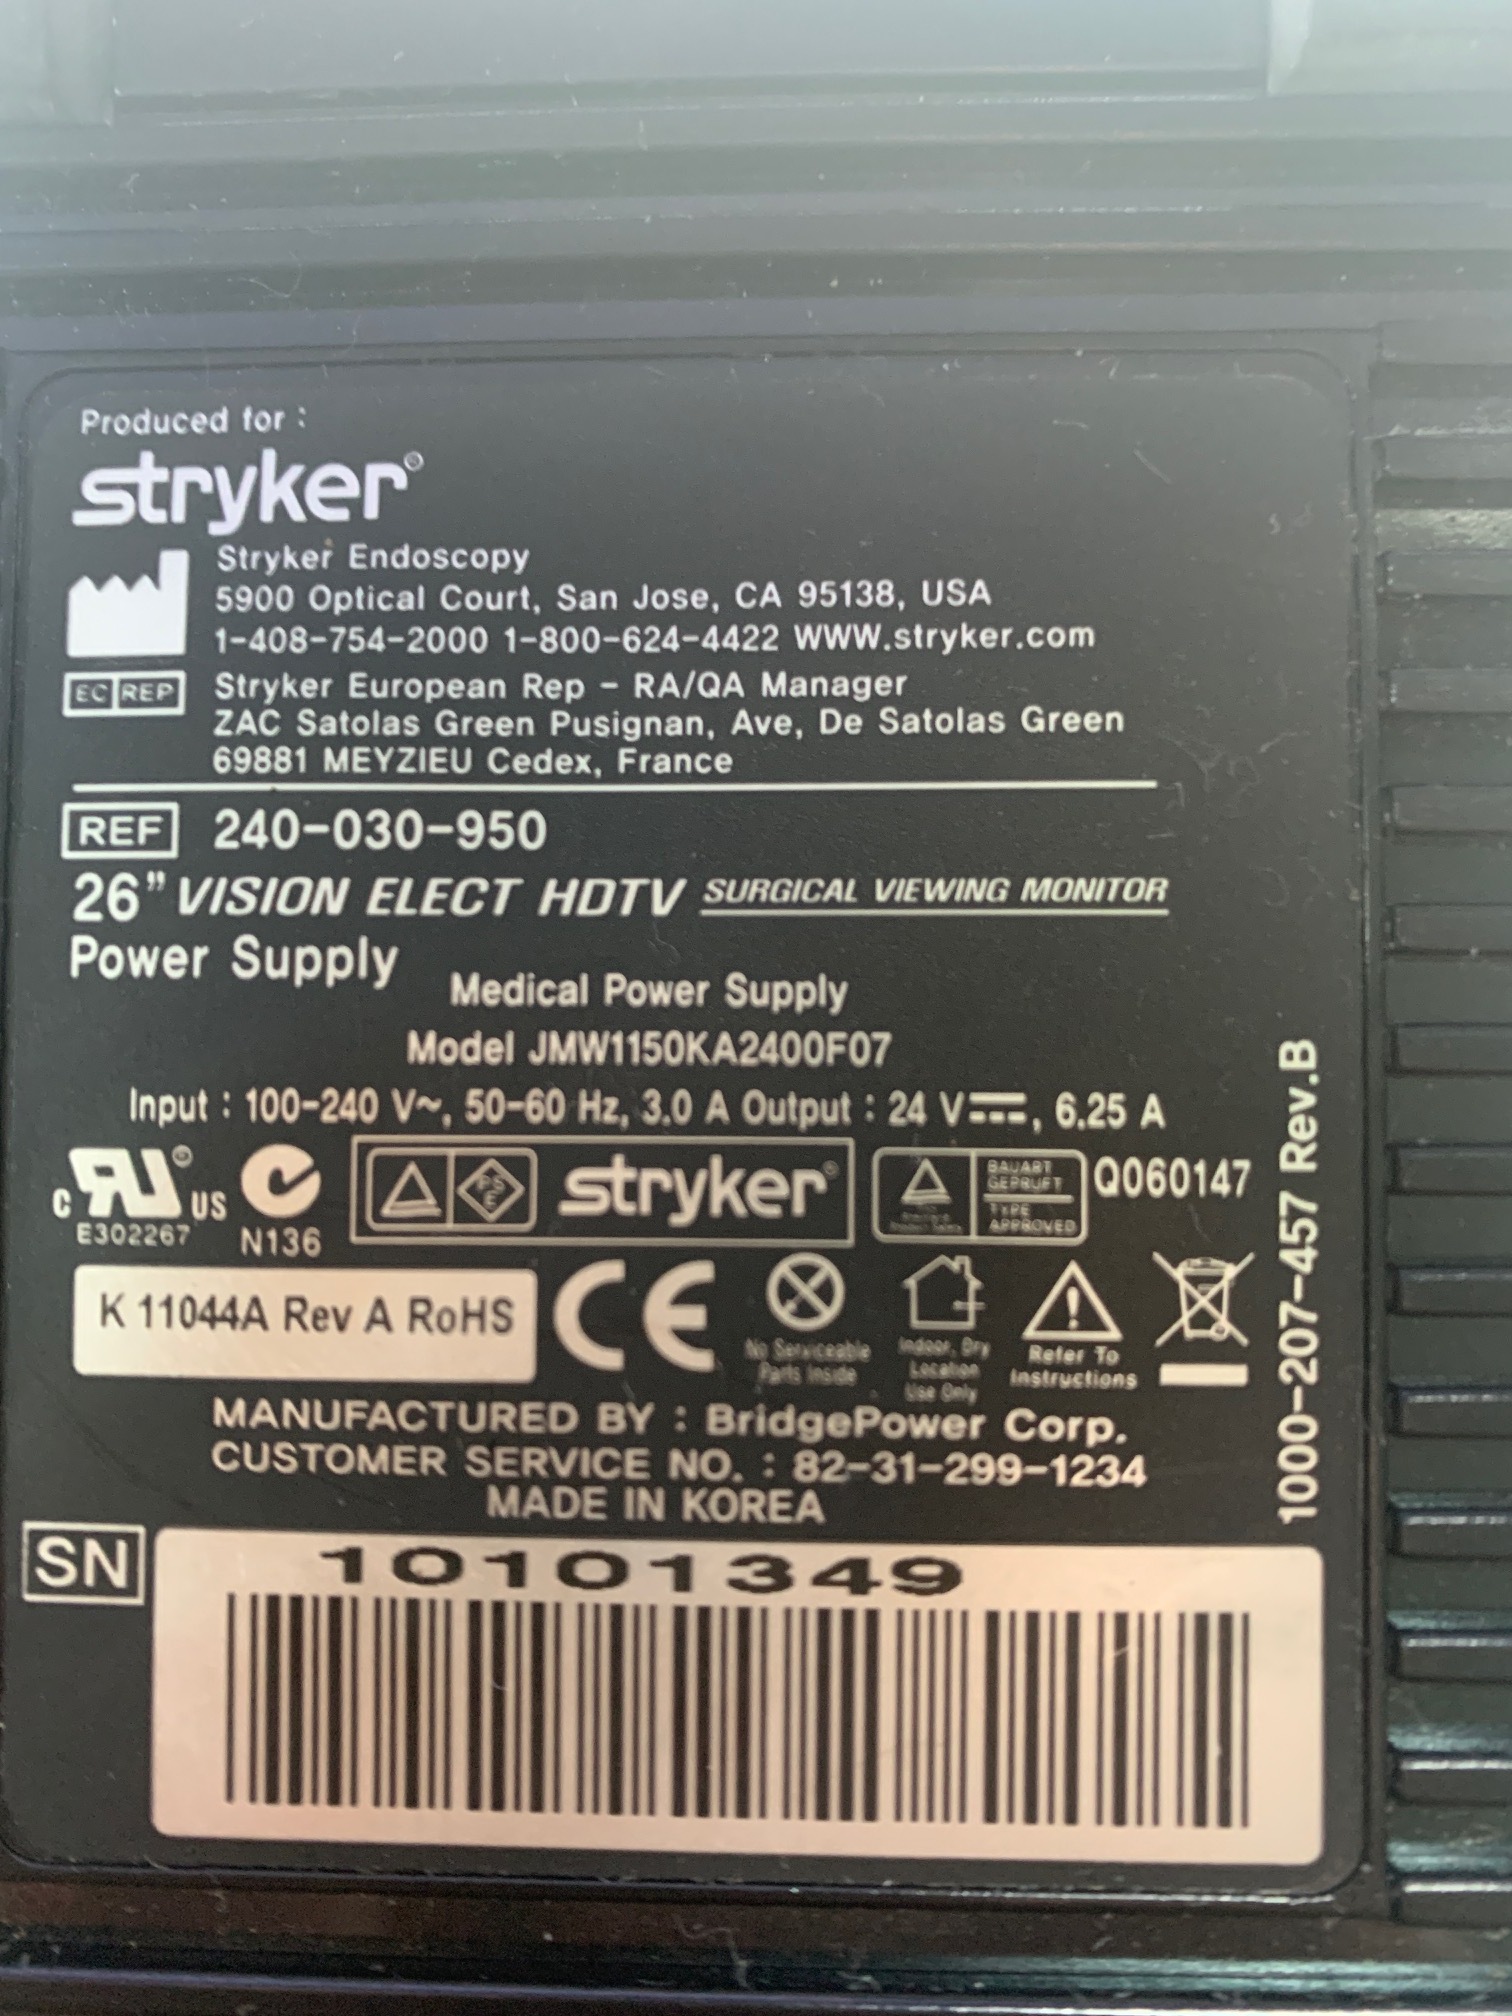 Produced for :
stryker®
Stryker Endoscopy
5900 Optical Court, San Jose, CA 95138, USA
1-408-754-2000 1-800-624-4422 WWW.stryker.com
EC REP Stryker European Rep - RA/QA Manager
ZAC Satolas Green Pusignan, Ave, De Satolas Green
69881 MEYZIEU Cedex, France
REF 240-030-950
26" VISION ELECT HDTV SURGICAL VIEWING MONITOR
Power Supply
Medical Power Supply
Model JMW1150KA2400F07
Input : 100-240 V~, 50-60 Hz, 3.0 A Output : 24 V⎓, 6.25 A
c RU® US
E302267
N136
PSE
stryker®
BAUART
GEPRUFT
TYPE
APPROVED
Q060147
K 11044A Rev A RoHS
CE
No Serviceable
Parts Inside
Indoor, Dry
Location
Use Only
Refer To
Instructions
MANUFACTURED BY : BridgePower Corp.
CUSTOMER SERVICE NO. : 82-31-299-1234
MADE IN KOREA
1000-207-457 Rev.B
SN 10101349